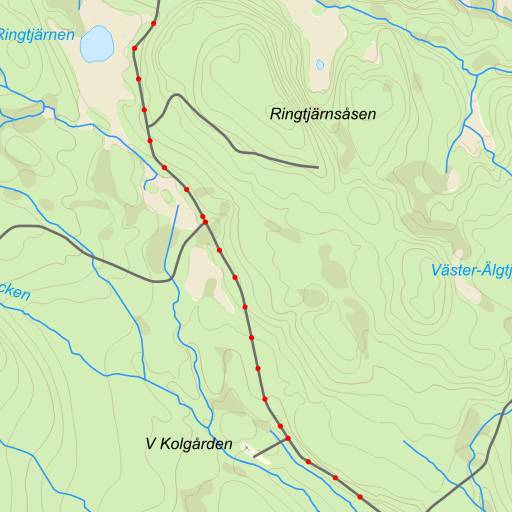 Ringtjärnen
Ringtjärnsåsen
Väster-Älgtj
cken
V Kolgården